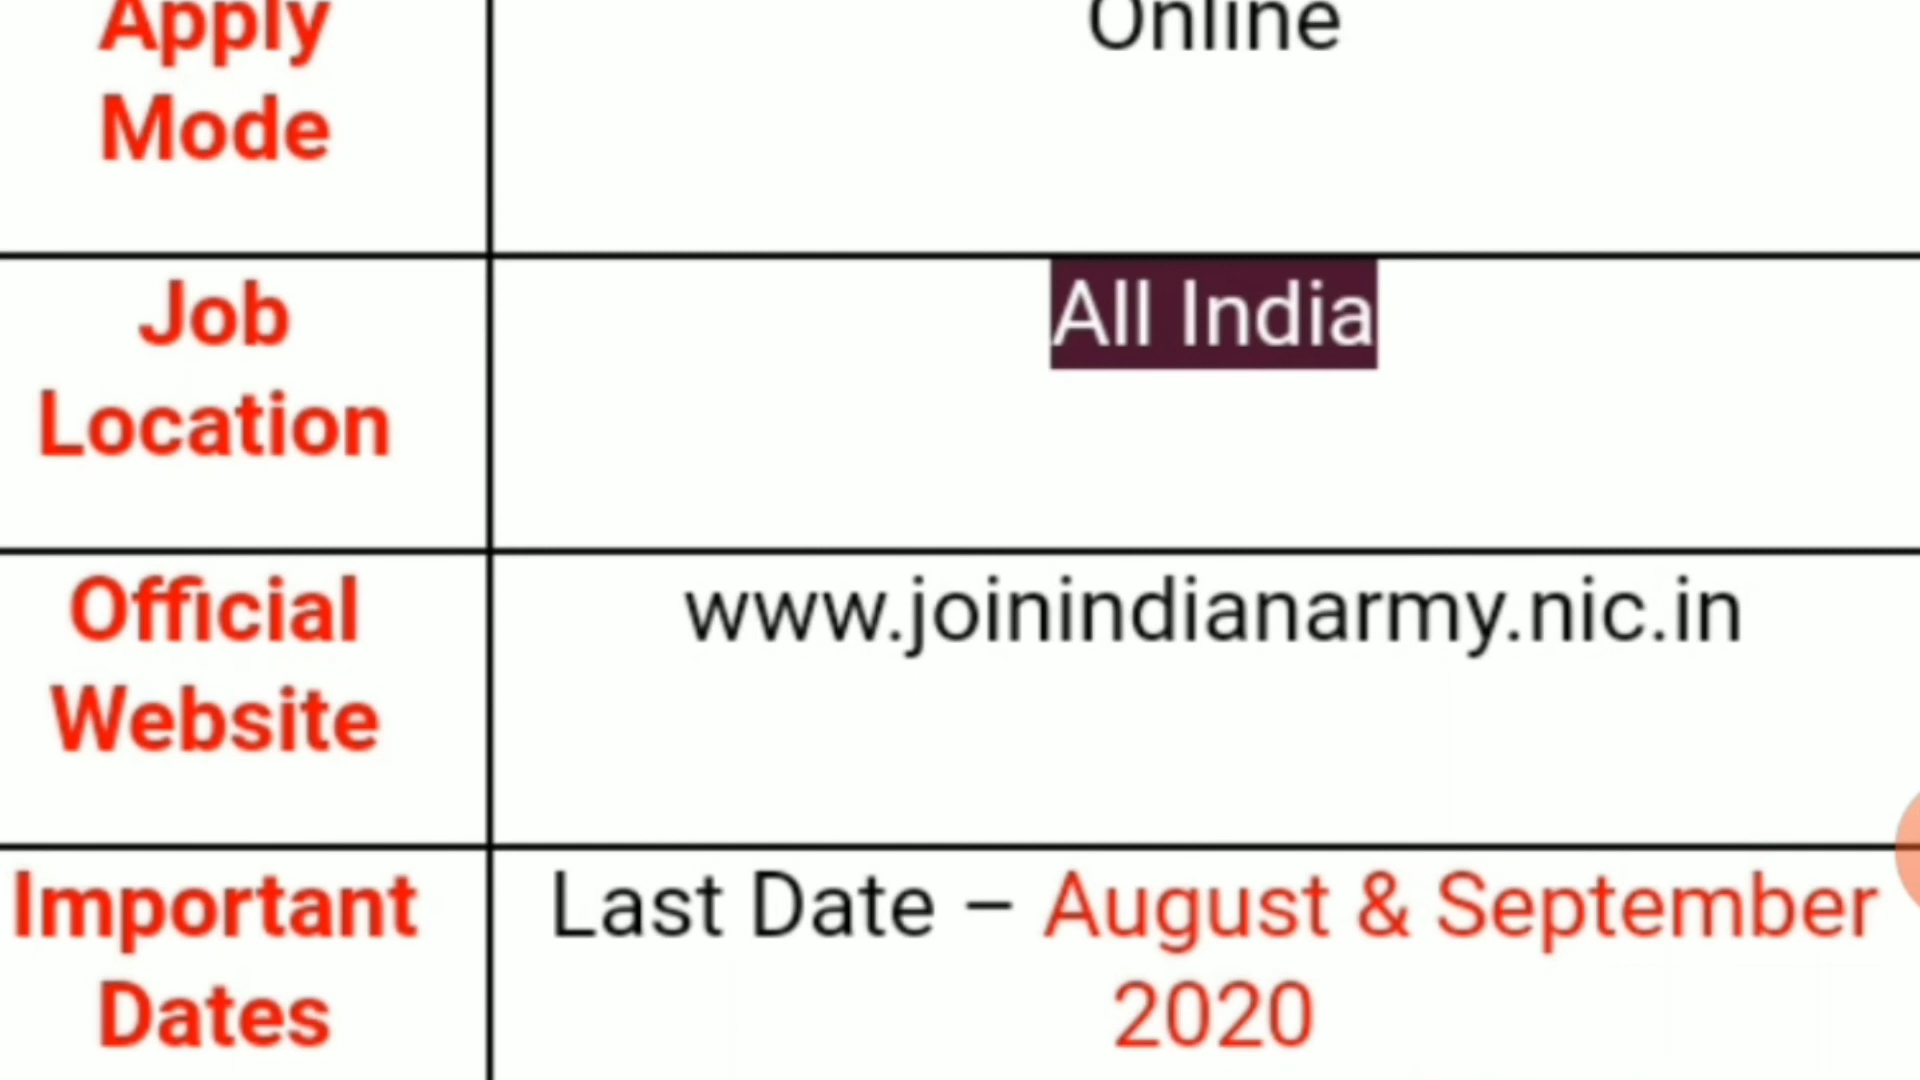 Apply
Mode
Online
Job
Location
All India
Official
Website
www.joinindianarmy.nic.in
Important
Dates
Last Date – August & September
2020